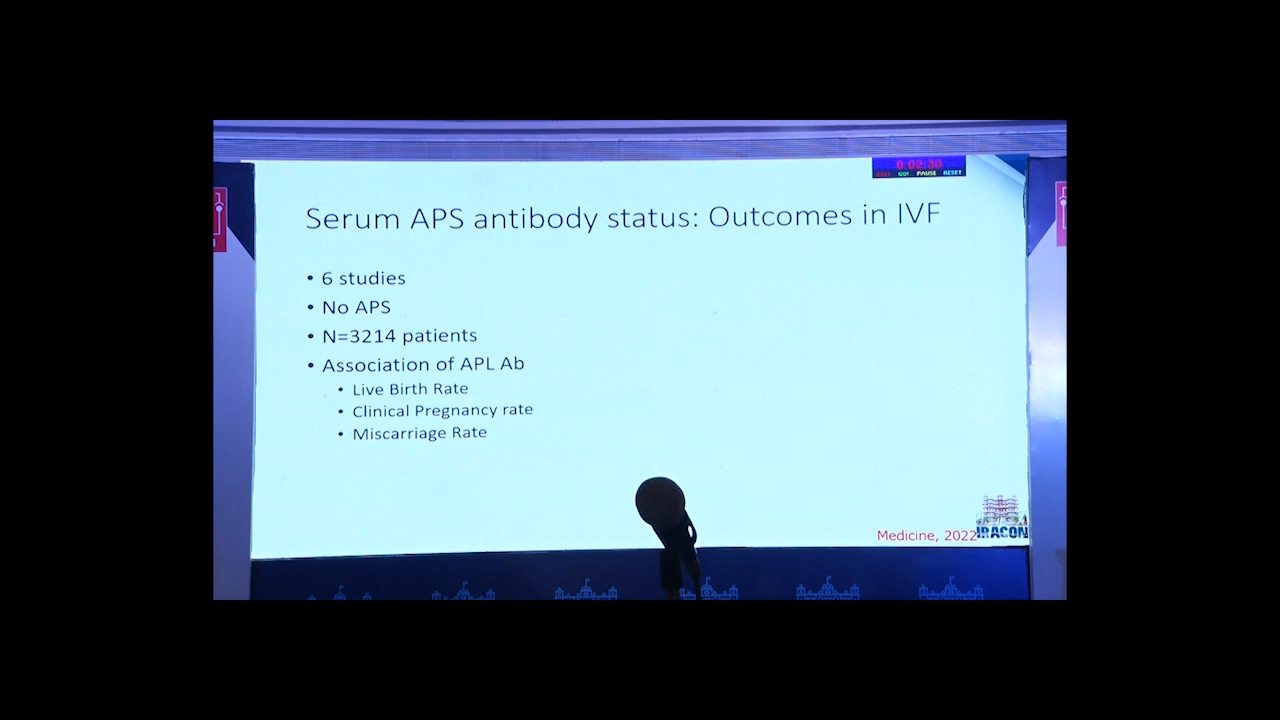 0:02:30
GO! PAUSE RESET
Serum APS antibody status: Outcomes in IVF
• 6 studies
• No APS
• N=3214 patients
• Association of APL Ab
• Live Birth Rate
• Clinical Pregnancy rate
• Miscarriage Rate
Medicine, 2022
IRACON